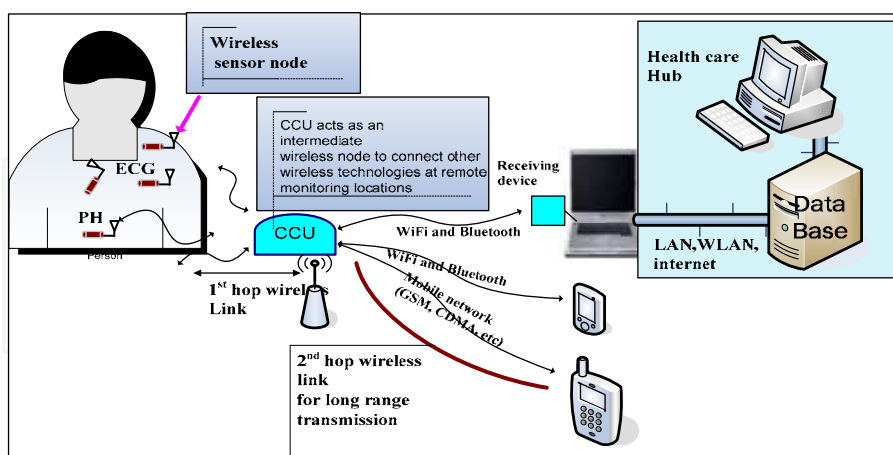 Wireless
sensor node
CCU acts as an
intermediate
wireless node to connect other
wireless technologies at remote
monitoring locations
Health care
Hub
ECG
PH
Person
Receiving
device
CCU
WiFi and Bluetooth
Data
Base
LAN,WLAN,
internet
1st hop wireless
Link
WiFi and Bluetooth
Mobile network
(GSM, CDMA, etc)
2nd hop wireless
link
for long range
transmission